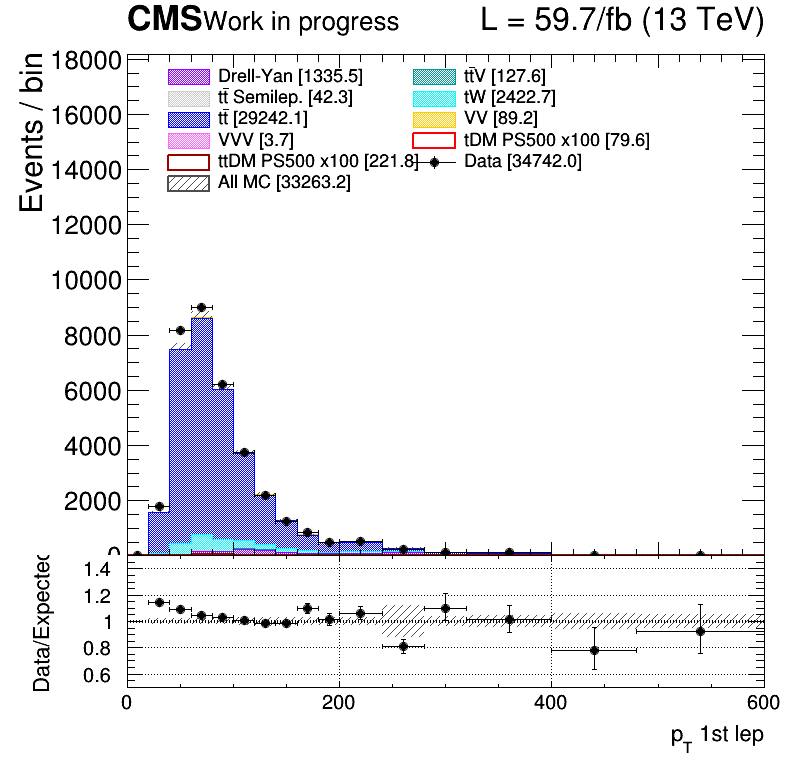 CMS Work in progress L = 59.7/fb (13 TeV)
Events / bin
18000
16000
14000
12000
10000
8000
6000
4000
2000
0
Drell-Yan [1335.5] tt̄V [127.6]
tt̄ Semilep. [42.3] tW [2422.7]
tt̄ [29242.1] VV [89.2]
VVV [3.7] tDM PS500 x100 [79.6]
ttDM PS500 x100 [221.8] Data [34742.0]
All MC [33263.2]
Data/Expected
1.4
1.2
1
0.8
0.6
0 200 400 600
p_T 1st lep